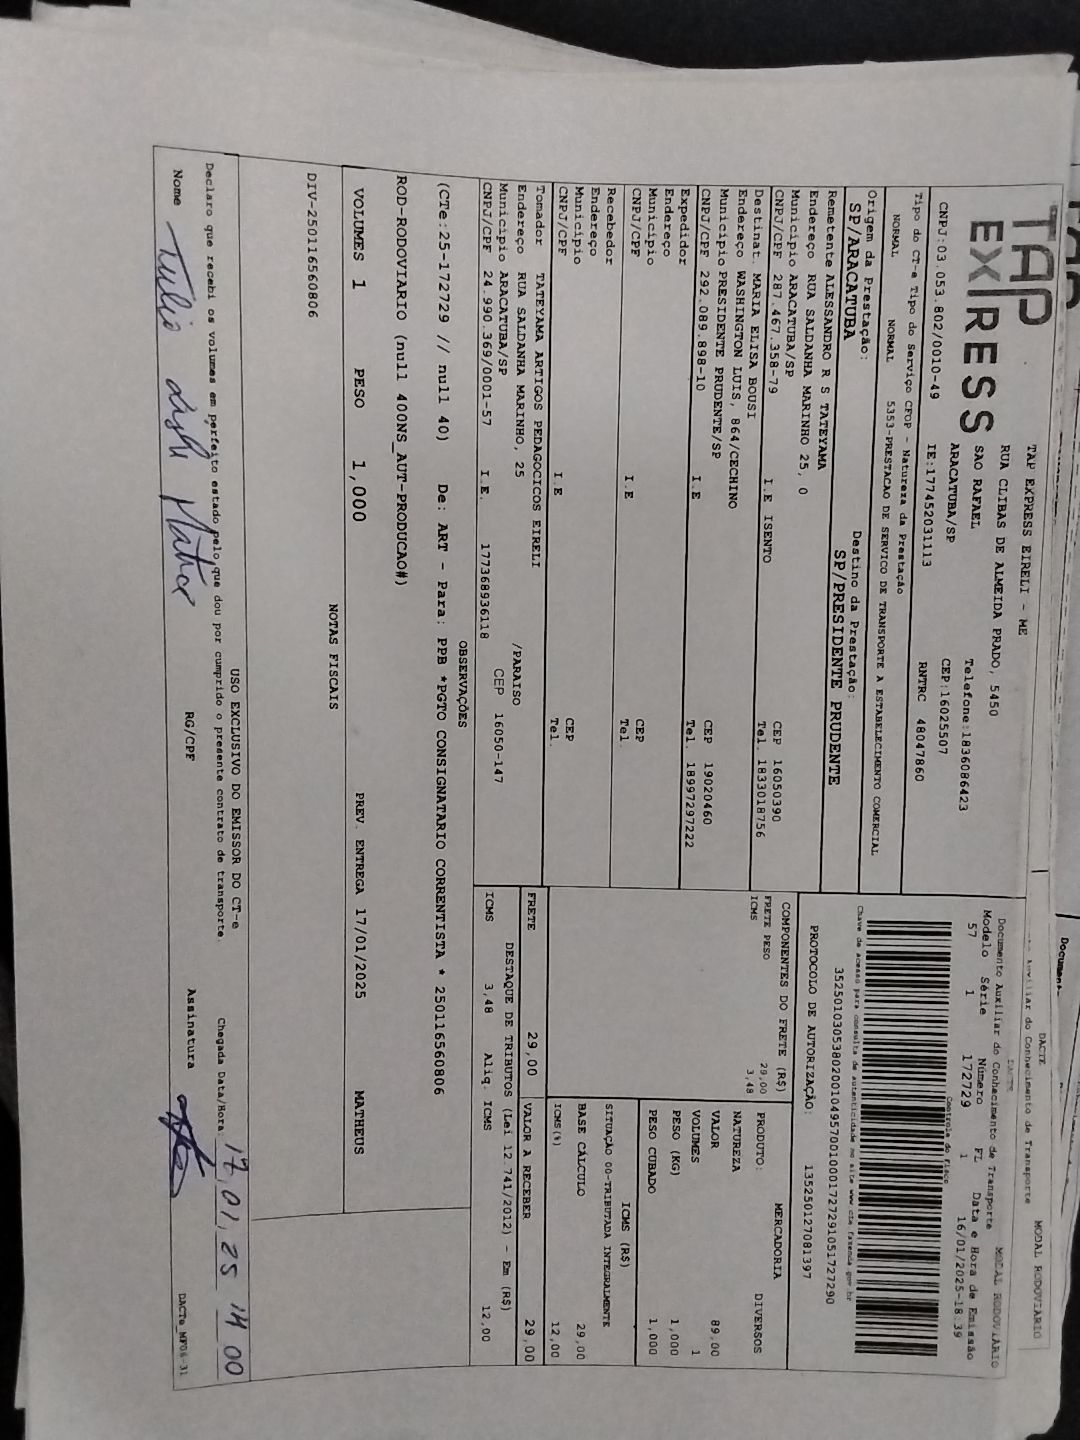 TAP
EXPRESS
TAP EXPRESS EIRELI - ME
RUA CLIBAS DE ALMEIDA PRADO, 5450
SAO RAFAEL
Telefone:1836086423
ARACATUBA/SP
CEP:16025507
CNPJ:03.053.802/0010-49
IE:177452031113
RNTRC 48047860
DACTE
MODAL RODOVIÁRIO
Documento Auxiliar do Conhecimento de Transporte
Modelo Série Número FL Data e Hora de Emissão
57 1 172729 1 16/01/2025-18.39
Controle do Fisco
Chave de acesso para consulta de autenticidade no site www.cte.fazenda.gov.br
35250103053802001049570010001727291051727290
PROTOCOLO DE AUTORIZAÇÃO: 135250127081397
Tipo do CT-e Tipo do Serviço CFOP - Natureza da Prestação
NORMAL NORMAL 5353-PRESTACAO DE SERVICO DE TRANSPORTE A ESTABELECIMENTO COMERCIAL
Origem da Prestação: Destino da Prestação:
SP/ARACATUBA SP/PRESIDENTE PRUDENTE
Remetente ALESSANDRO R S TATEYAMA
Endereço RUA SALDANHA MARINHO 25, 0
Município ARACATUBA/SP CEP 16050390
CNPJ/CPF 287.467.358-79 I.E ISENTO Tel. 1833018756
Destinat. MARIA ELISA BOUSI
Endereço WASHINGTON LUIS, 864/CECHINO
Município PRESIDENTE PRUDENTE/SP CEP 19020460
CNPJ/CPF 292.089.898-10 I.E Tel. 18997297222
Expedidor
Endereço
Município CEP
CNPJ/CPF I.E Tel.
Recebedor
Endereço
Município CEP
CNPJ/CPF I.E Tel.
Tomador TATEYAMA ARTIGOS PEDAGOCICOS EIRELI
Endereço RUA SALDANHA MARINHO, 25 /PARAISO
Município ARACATUBA/SP CEP 16050-147
CNPJ/CPF 24.990.369/0001-57 I.E. 177368936118
COMPONENTES DO FRETE (R$)
FRETE PESO 29,00
ICMS 3,48
PRODUTO: MERCADORIA DIVERSOS
NATUREZA
VALOR 89,00
VOLUMES 1
PESO (KG) 1,000
PESO CUBADO 1,000
ICMS (R$)
SITUAÇÃO 00-TRIBUTADA INTEGRALMENTE
BASE CÁLCULO 29,00
ICMS(%) 12,00
FRETE 29,00 VALOR A RECEBER 29,00
DESTAQUE DE TRIBUTOS (Lei 12.741/2012) - Em (R$)
ICMS 3,48 Aliq. ICMS 12,00
OBSERVAÇÕES
(CTe:25-172729 // null 40) De: ART - Para: PPB *PGTO CONSIGNATARIO CORRENTISTA * 250116560806
ROD-RODOVIARIO (null 400NS_AUT-PRODUCAO#)
VOLUMES 1 PESO 1,000 PREV. ENTREGA 17/01/2025 MATHEUS
NOTAS FISCAIS
DIV-250116560806
USO EXCLUSIVO DO EMISSOR DO CT-e
Declaro que recebi os volumes em perfeito estado pelo que dou por cumprido o presente contrato de transporte. Chegada Data/Hora: 17,01,25 14 00
Nome RG/CPF Assinatura
DACTe_MF06-31